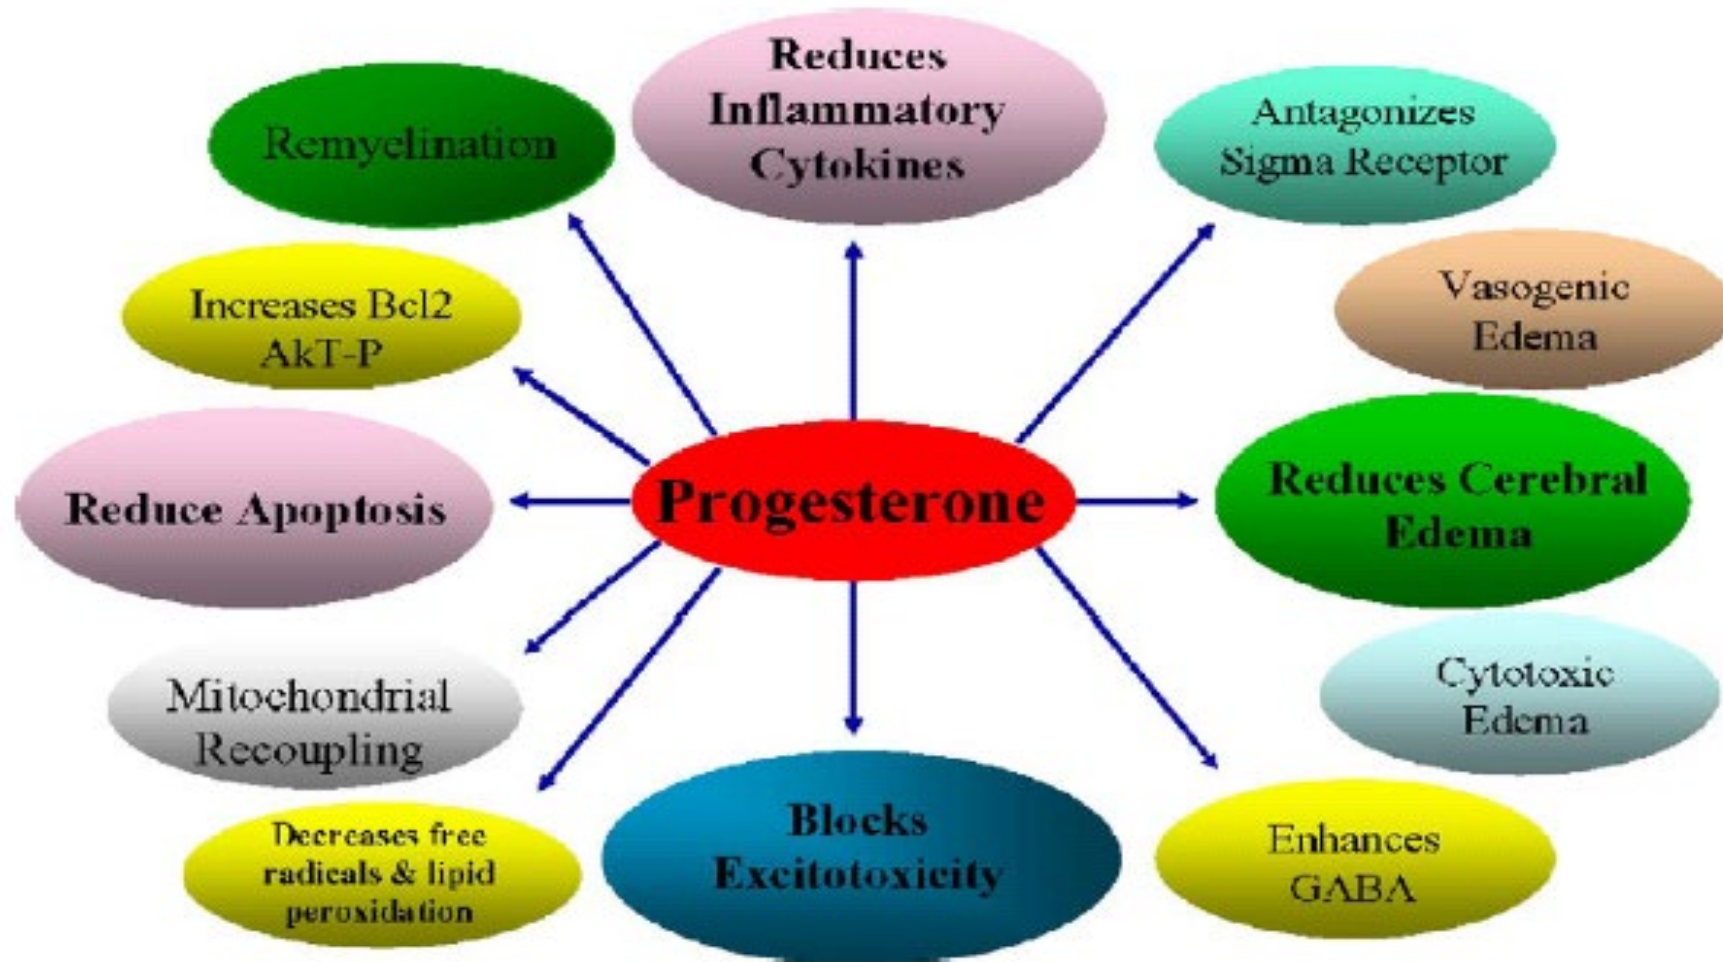 Reduces
Inflammatory
Cytokines
Remyelination
Antagonizes
Sigma Receptor
Increases Bcl2
AkT-P
Vasogenic
Edema
Reduce Apoptosis
Progesterone
Reduces Cerebral
Edema
Mitochondrial
Recoupling
Cytotoxic
Edema
Decreases free
radicals & lipid
peroxidation
Blocks
Excitotoxicity
Enhances
GABA